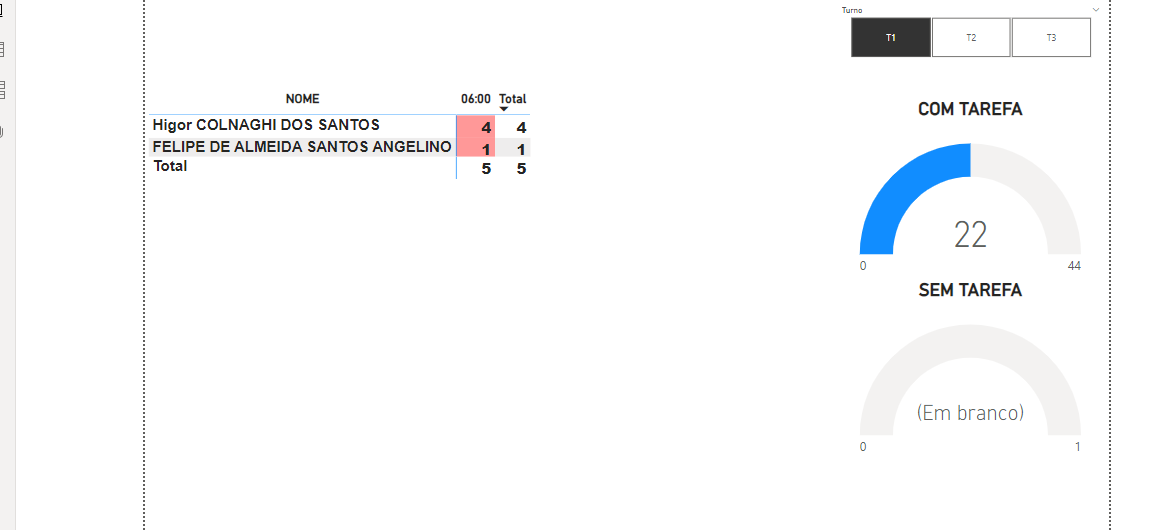 Turno
T1 T2 T3
NOME 06:00 Total
Higor COLNAGHI DOS SANTOS 4 4
FELIPE DE ALMEIDA SANTOS ANGELINO 1 1
Total 5 5
COM TAREFA
22
0 44
SEM TAREFA
(Em branco)
0 1